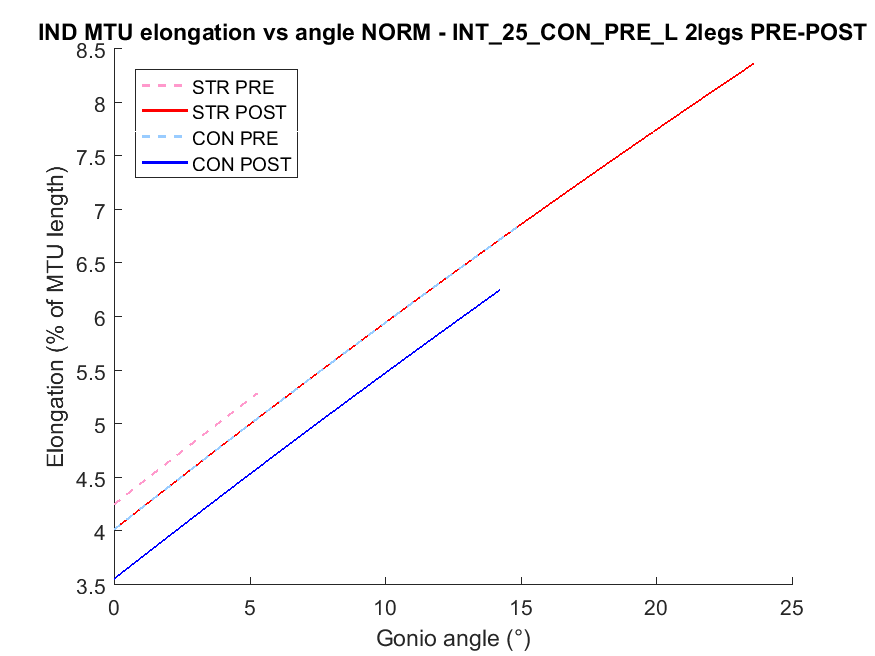 IND MTU elongation vs angle NORM - INT_25_CON_PRE_L 2legs PRE-POST
8.5
8
7.5
7
6.5
6
5.5
5
4.5
4
3.5
Elongation (% of MTU length)
STR PRE
STR POST
CON PRE
CON POST
0
5
10
15
20
25
Gonio angle (°)